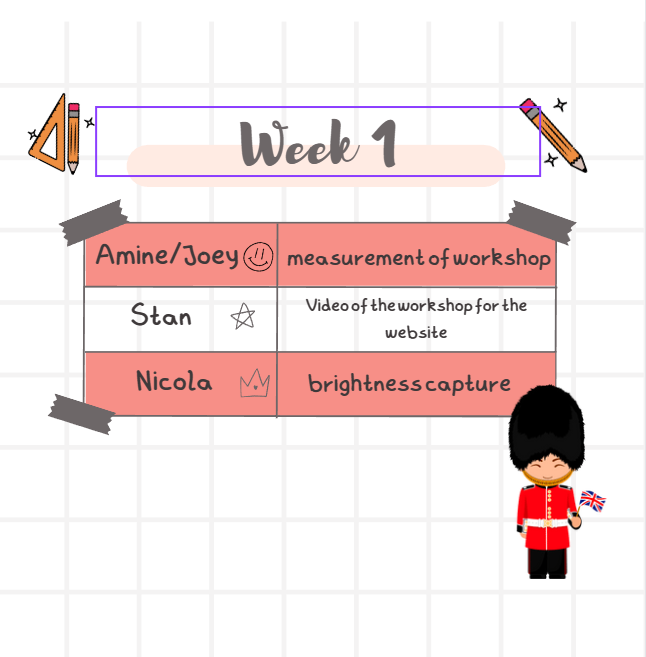 Week 1
Amine/Joey
measurement of workshop
Stan
Video of the workshop for the
website
Nicola
brightness capture